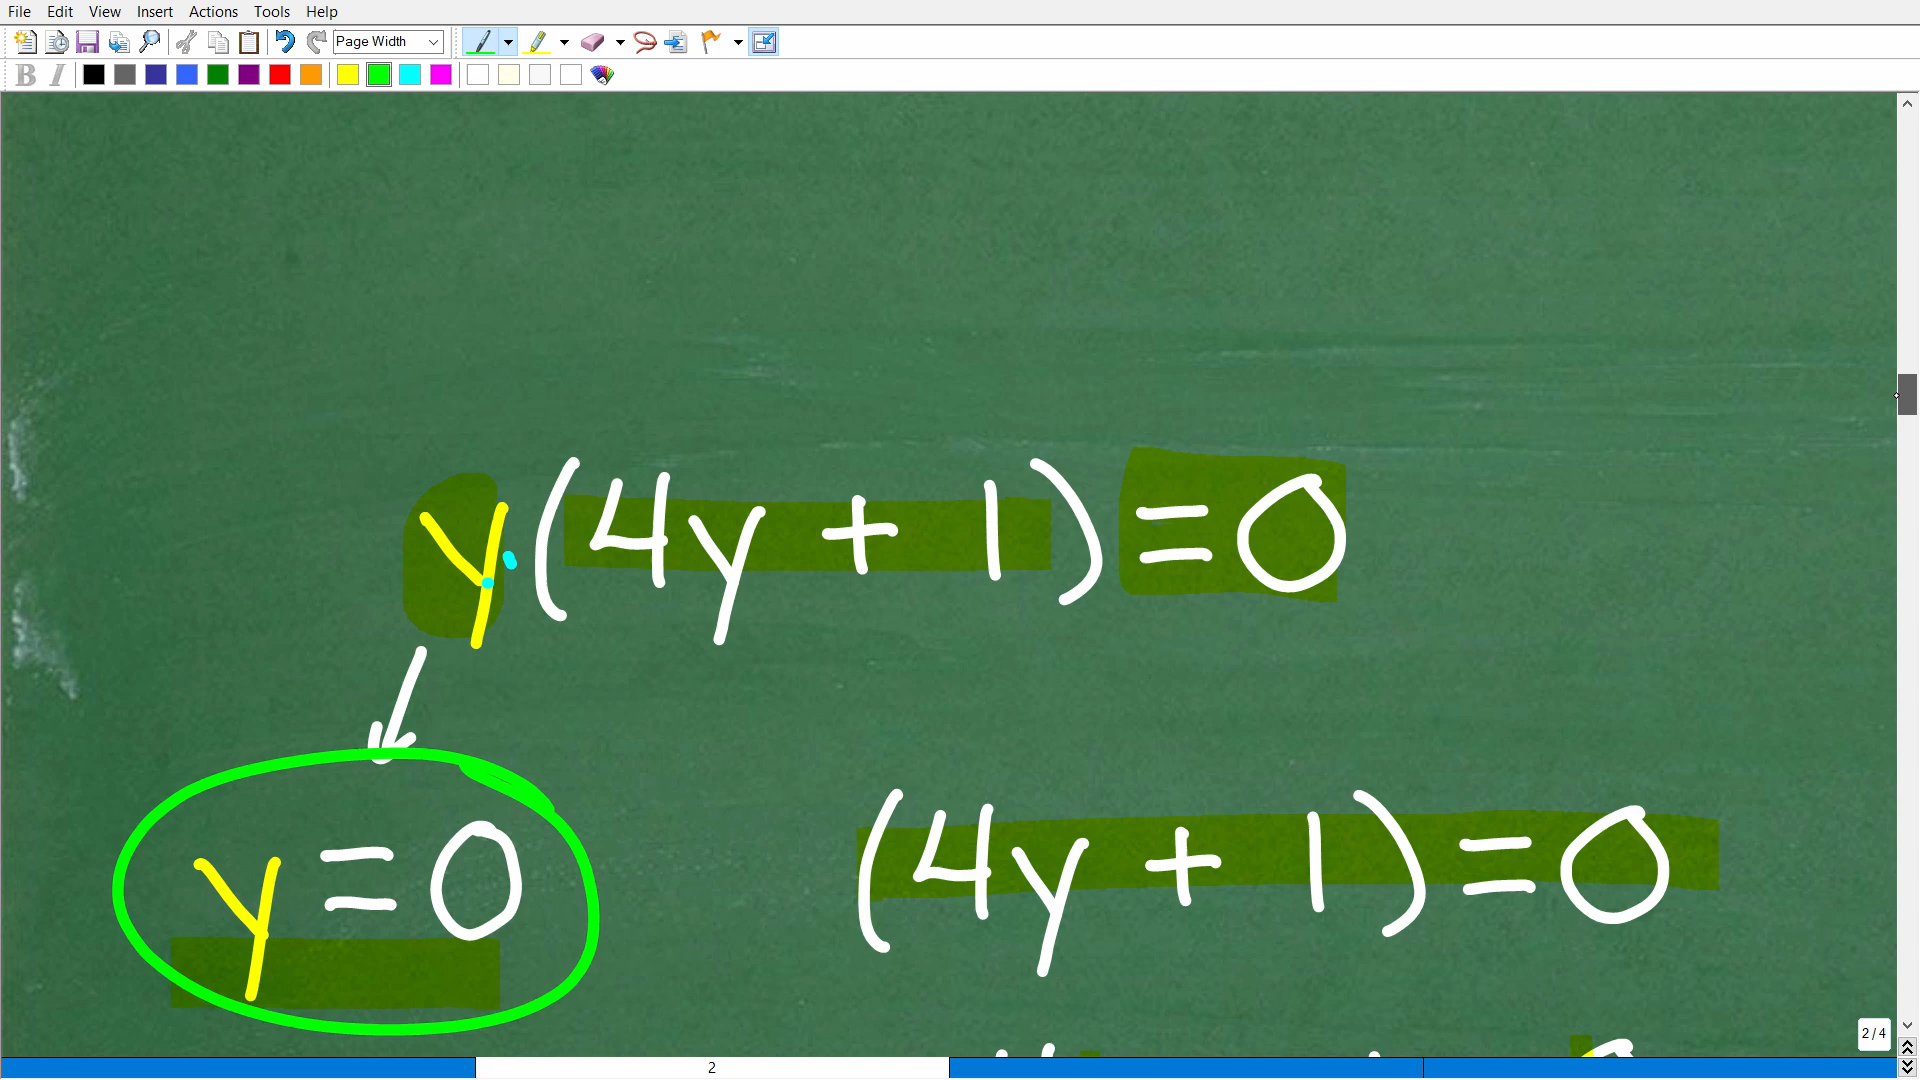 File Edit View Insert Actions Tools Help
Page Width
B I
y·(4y + 1) = 0
y = 0
(4y + 1) = 0
2 / 4
2